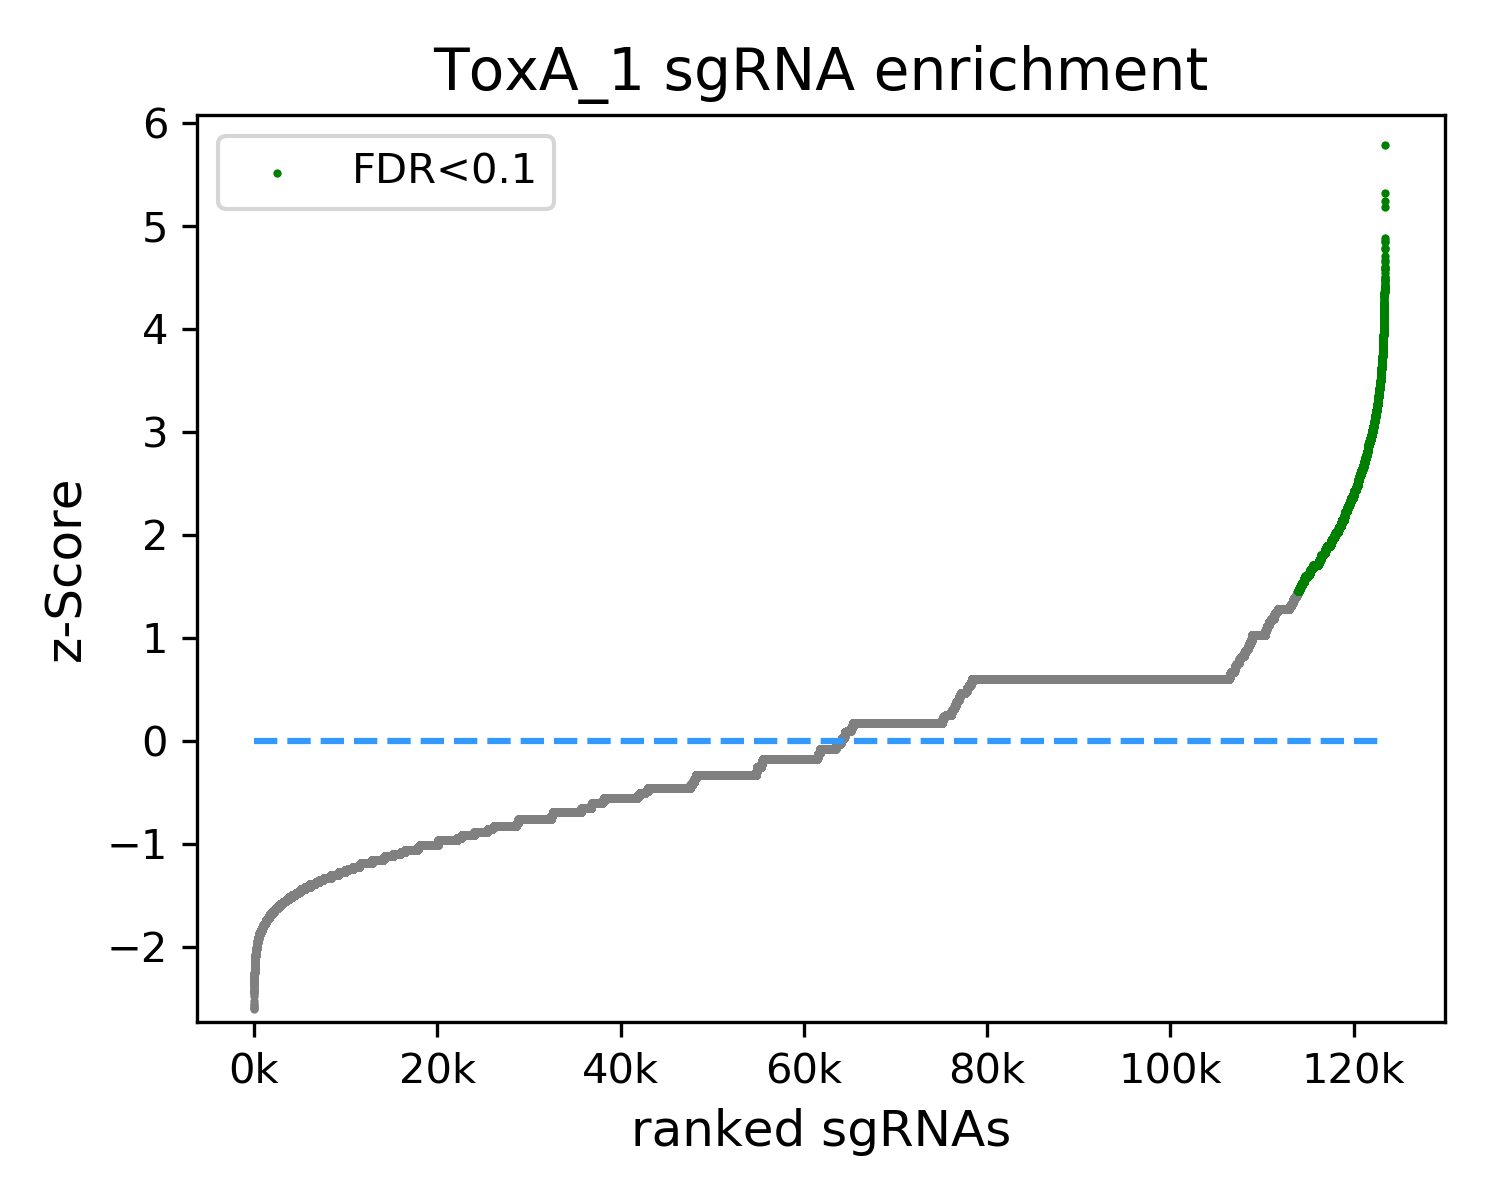 ToxA_1 sgRNA enrichment
FDR<0.1
z-Score
6
5
4
3
2
1
0
−1
−2
0k
20k
40k
60k
80k
100k
120k
ranked sgRNAs